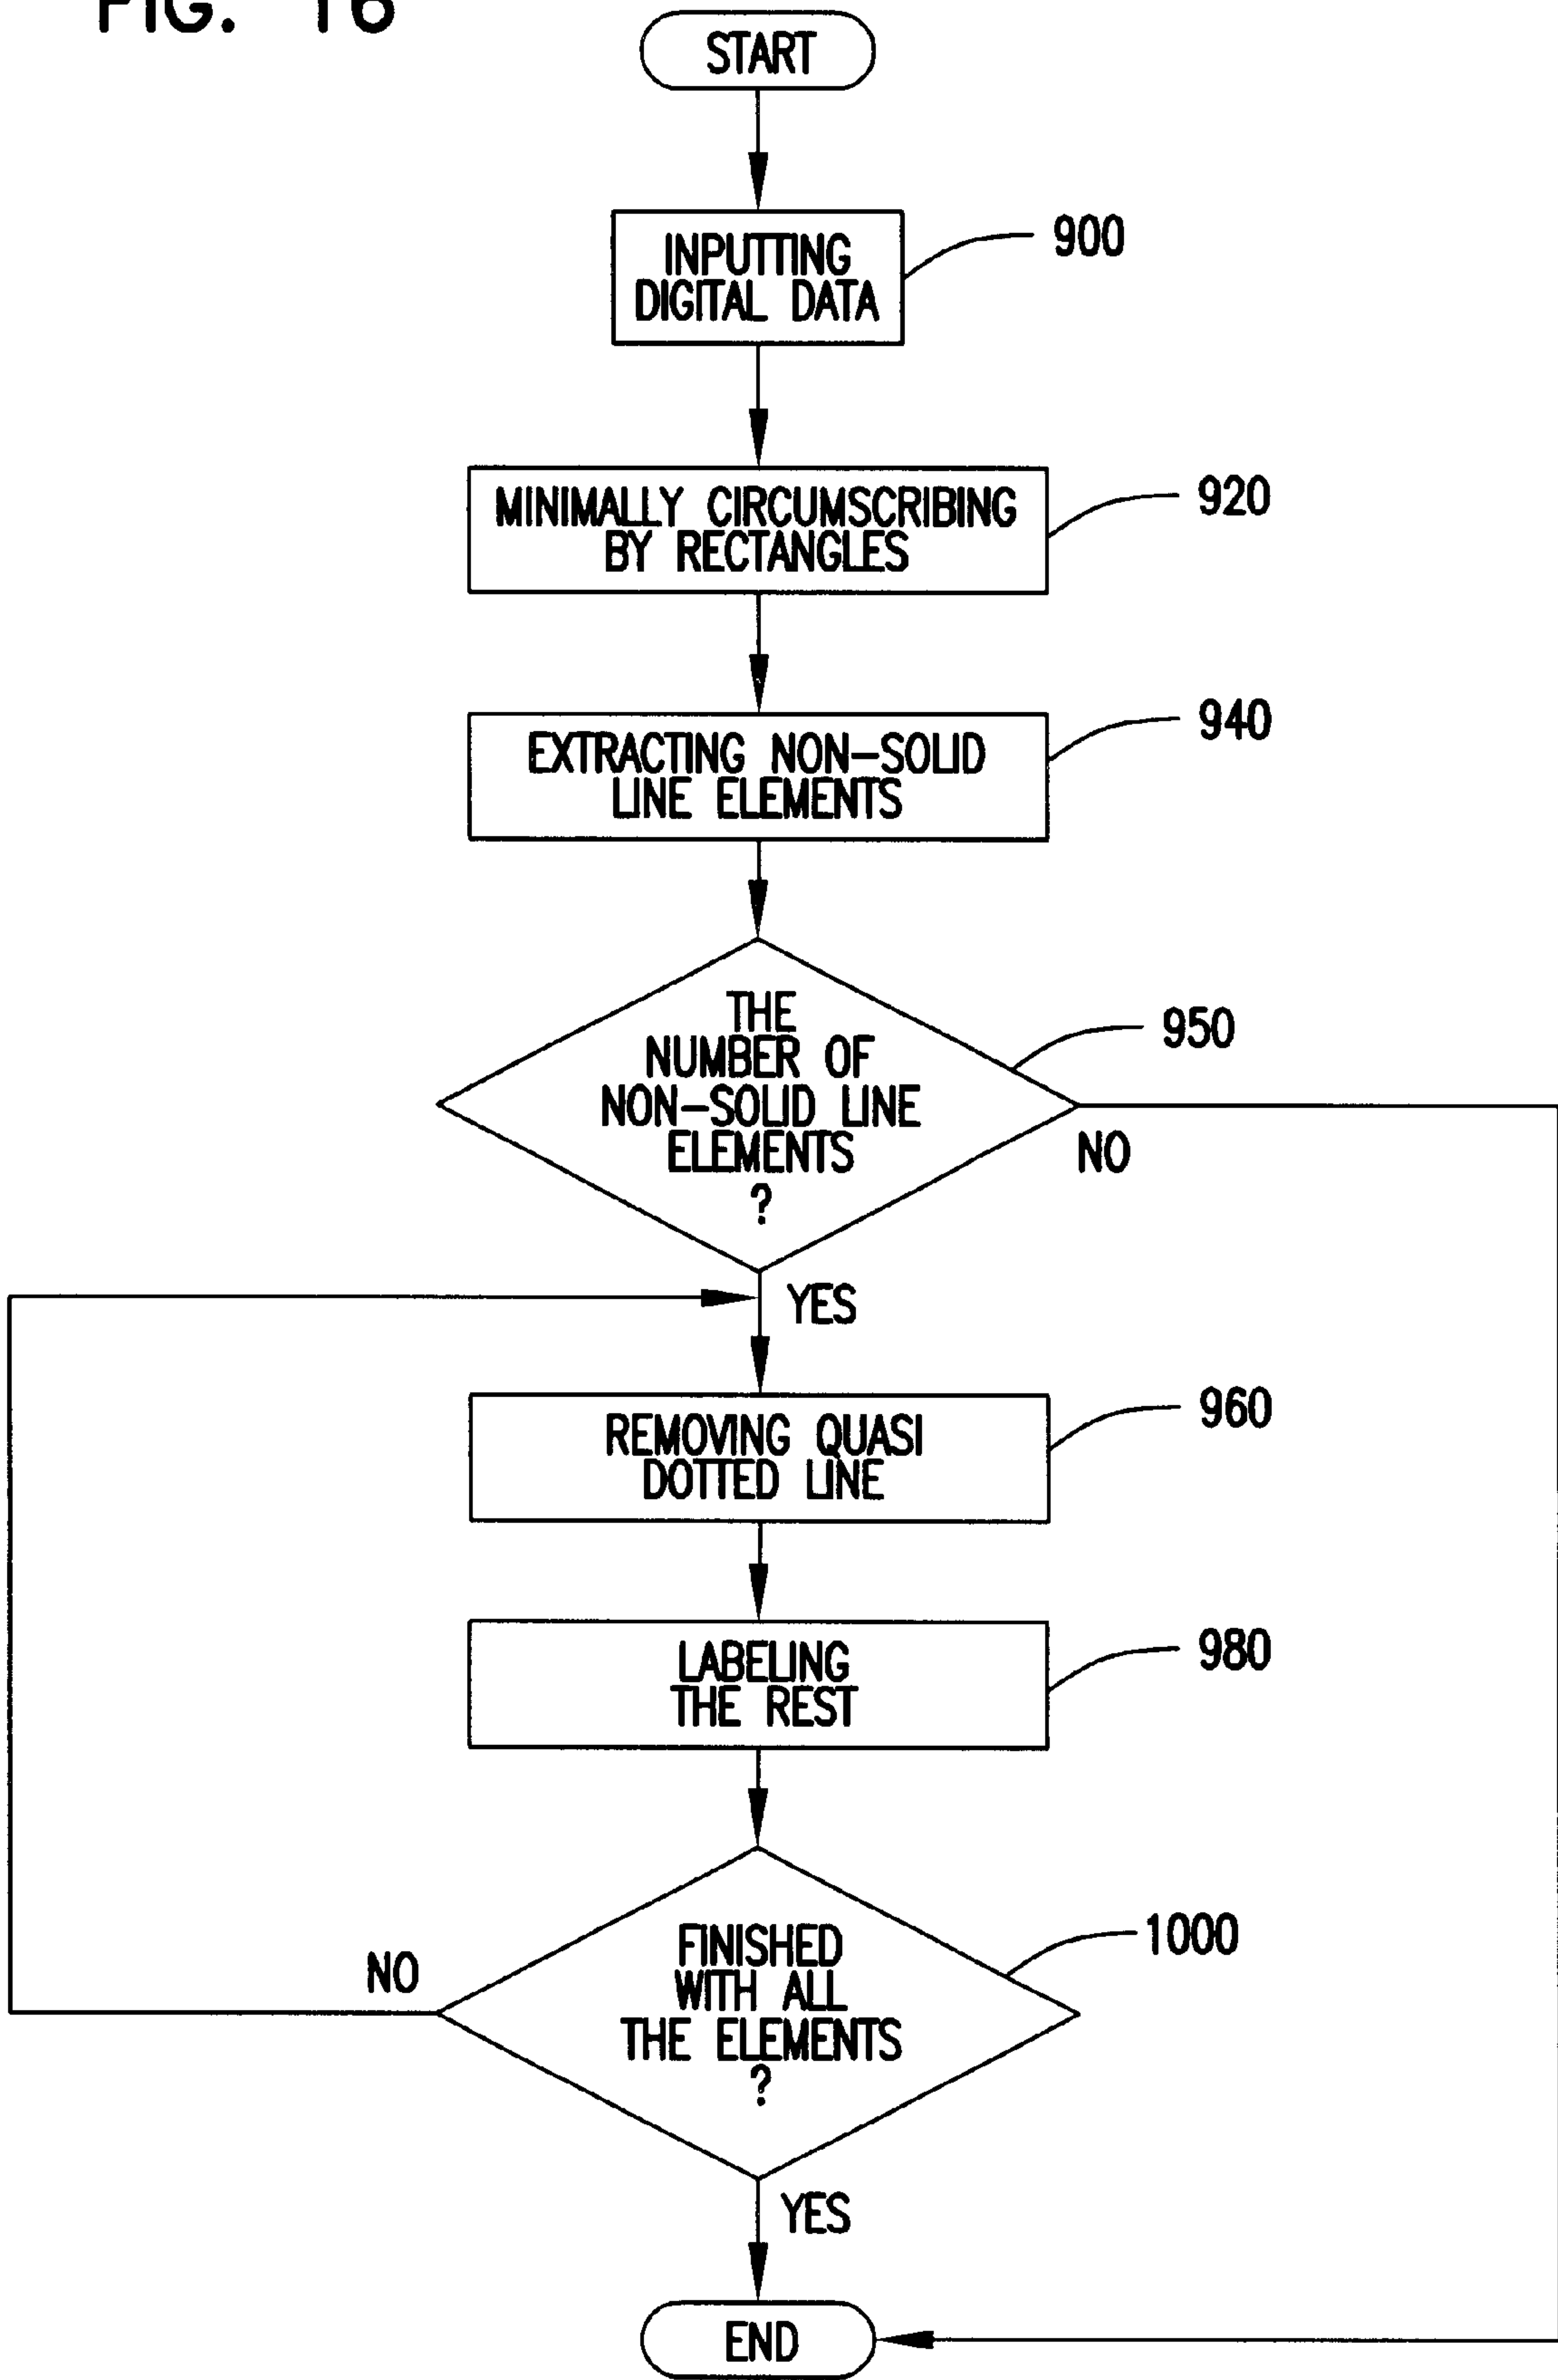 FIG. 16
START
INPUTTING
DIGITAL DATA
900
MINIMALLY CIRCUMSCRIBING
BY RECTANGLES
920
EXTRACTING NON-SOLID
LINE ELEMENTS
940
THE
NUMBER OF
NON-SOLID LINE
ELEMENTS
?
950
NO
YES
REMOVING QUASI
DOTTED LINE
960
LABELING
THE REST
980
FINISHED
WITH ALL
THE ELEMENTS
?
1000
NO
YES
END